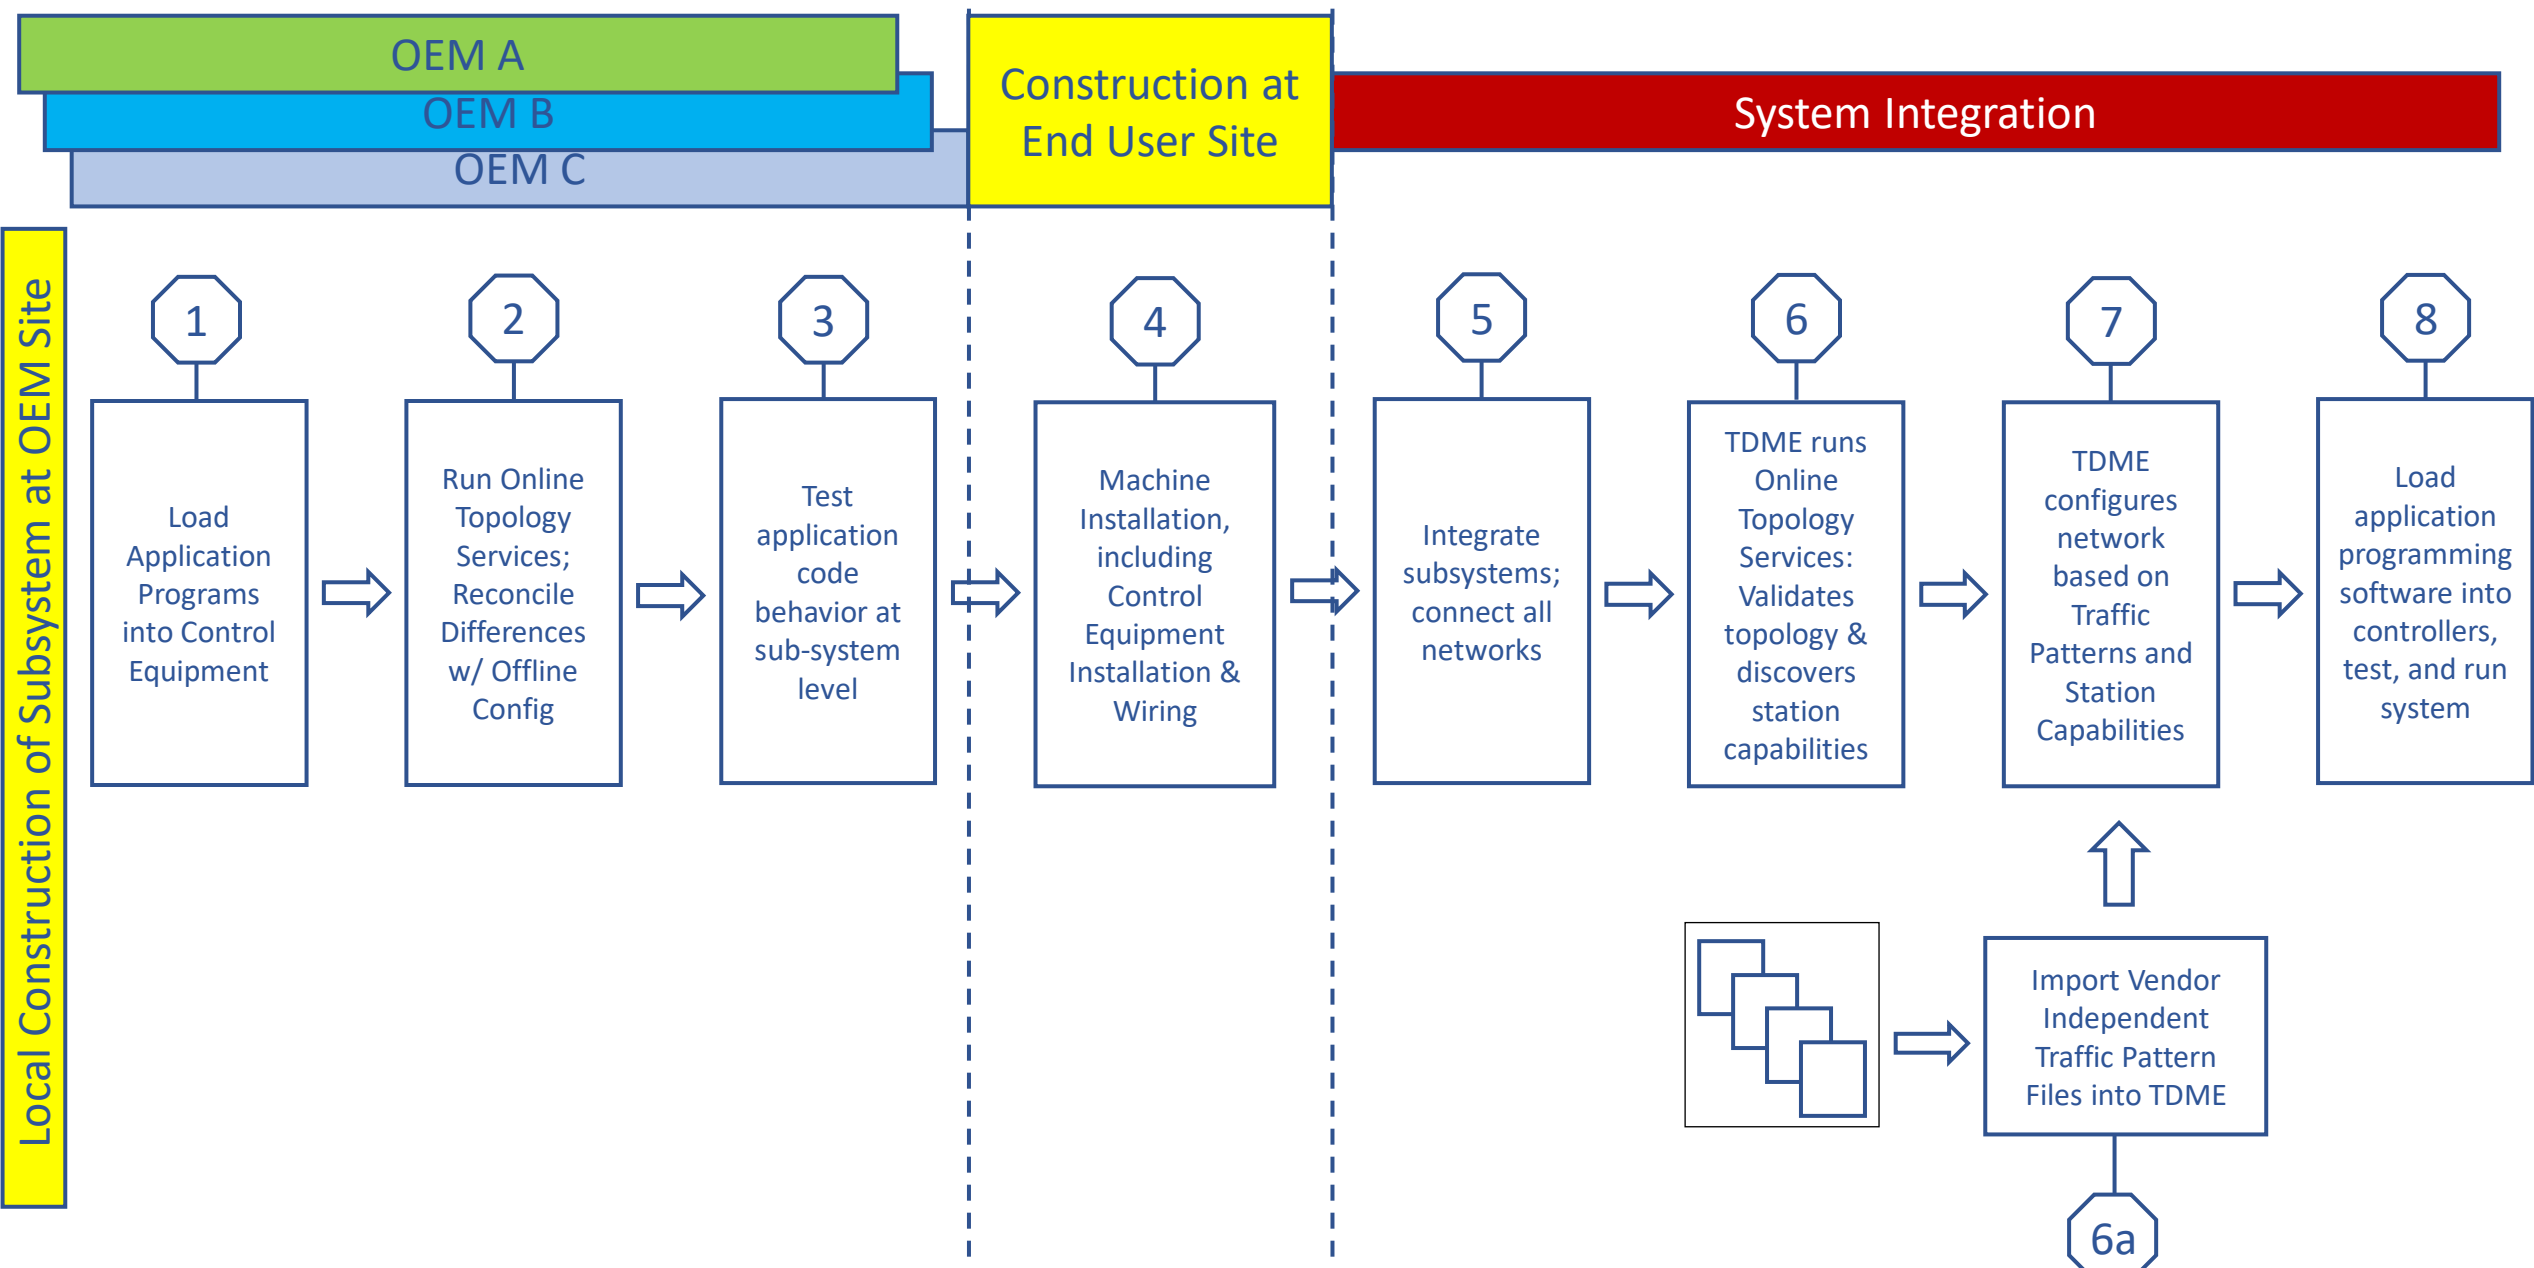 OEM A
OEM B
OEM C
Construction at
End User Site
System Integration
Local Construction of Subsystem at OEM Site
1
Load
Application
Programs
into Control
Equipment
2
Run Online
Topology
Services;
Reconcile
Differences
w/ Offline
Config
3
Test
application
code
behavior at
sub-system
level
4
Machine
Installation,
including
Control
Equipment
Installation &
Wiring
5
Integrate
subsystems;
connect all
networks
6
TDME runs
Online
Topology
Services:
Validates
topology &
discovers
station
capabilities
7
TDME
configures
network
based on
Traffic
Patterns and
Station
Capabilities
8
Load
application
programming
software into
controllers,
test, and run
system
Import Vendor
Independent
Traffic Pattern
Files into TDME
6a